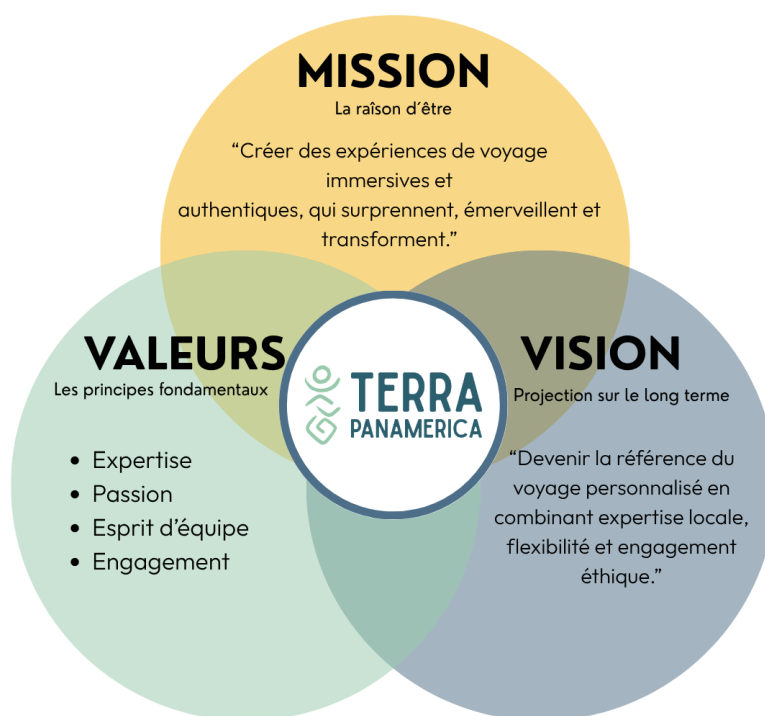 MISSION
La raîson d´être
“Créer des expériences de voyage
immersives et
authentiques, qui surprennent, émerveillent et
transforment.”
VALEURS
Les principes fondamentaux
• Expertise
• Passion
• Esprit d’équipe
• Engagement
TERRA
PANAMERICA
VISION
Projection sur le long terme
“Devenir la référence du
voyage personnalisé en
combinant expertise locale,
flexibilité et engagement
éthique.”